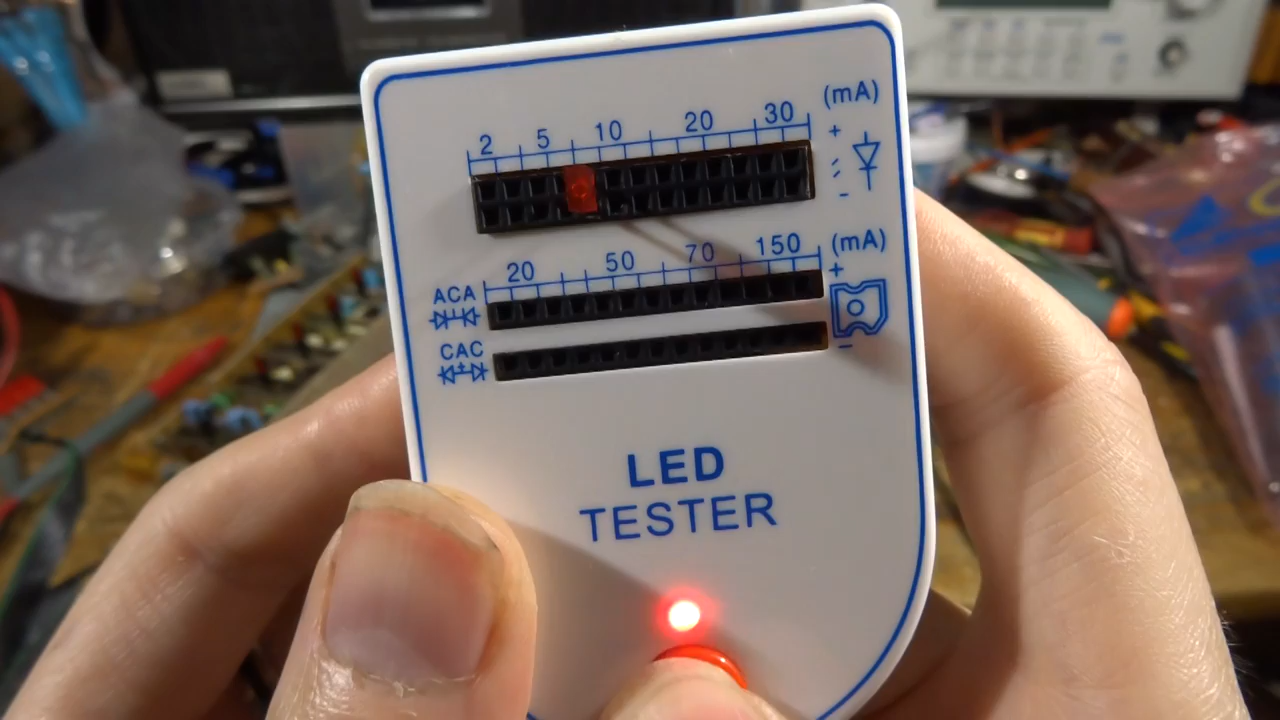 (mA)
2 5 10 20 30
+
-
(mA)
20 50 70 150
+
ACA
CAC
+
-
LED
TESTER